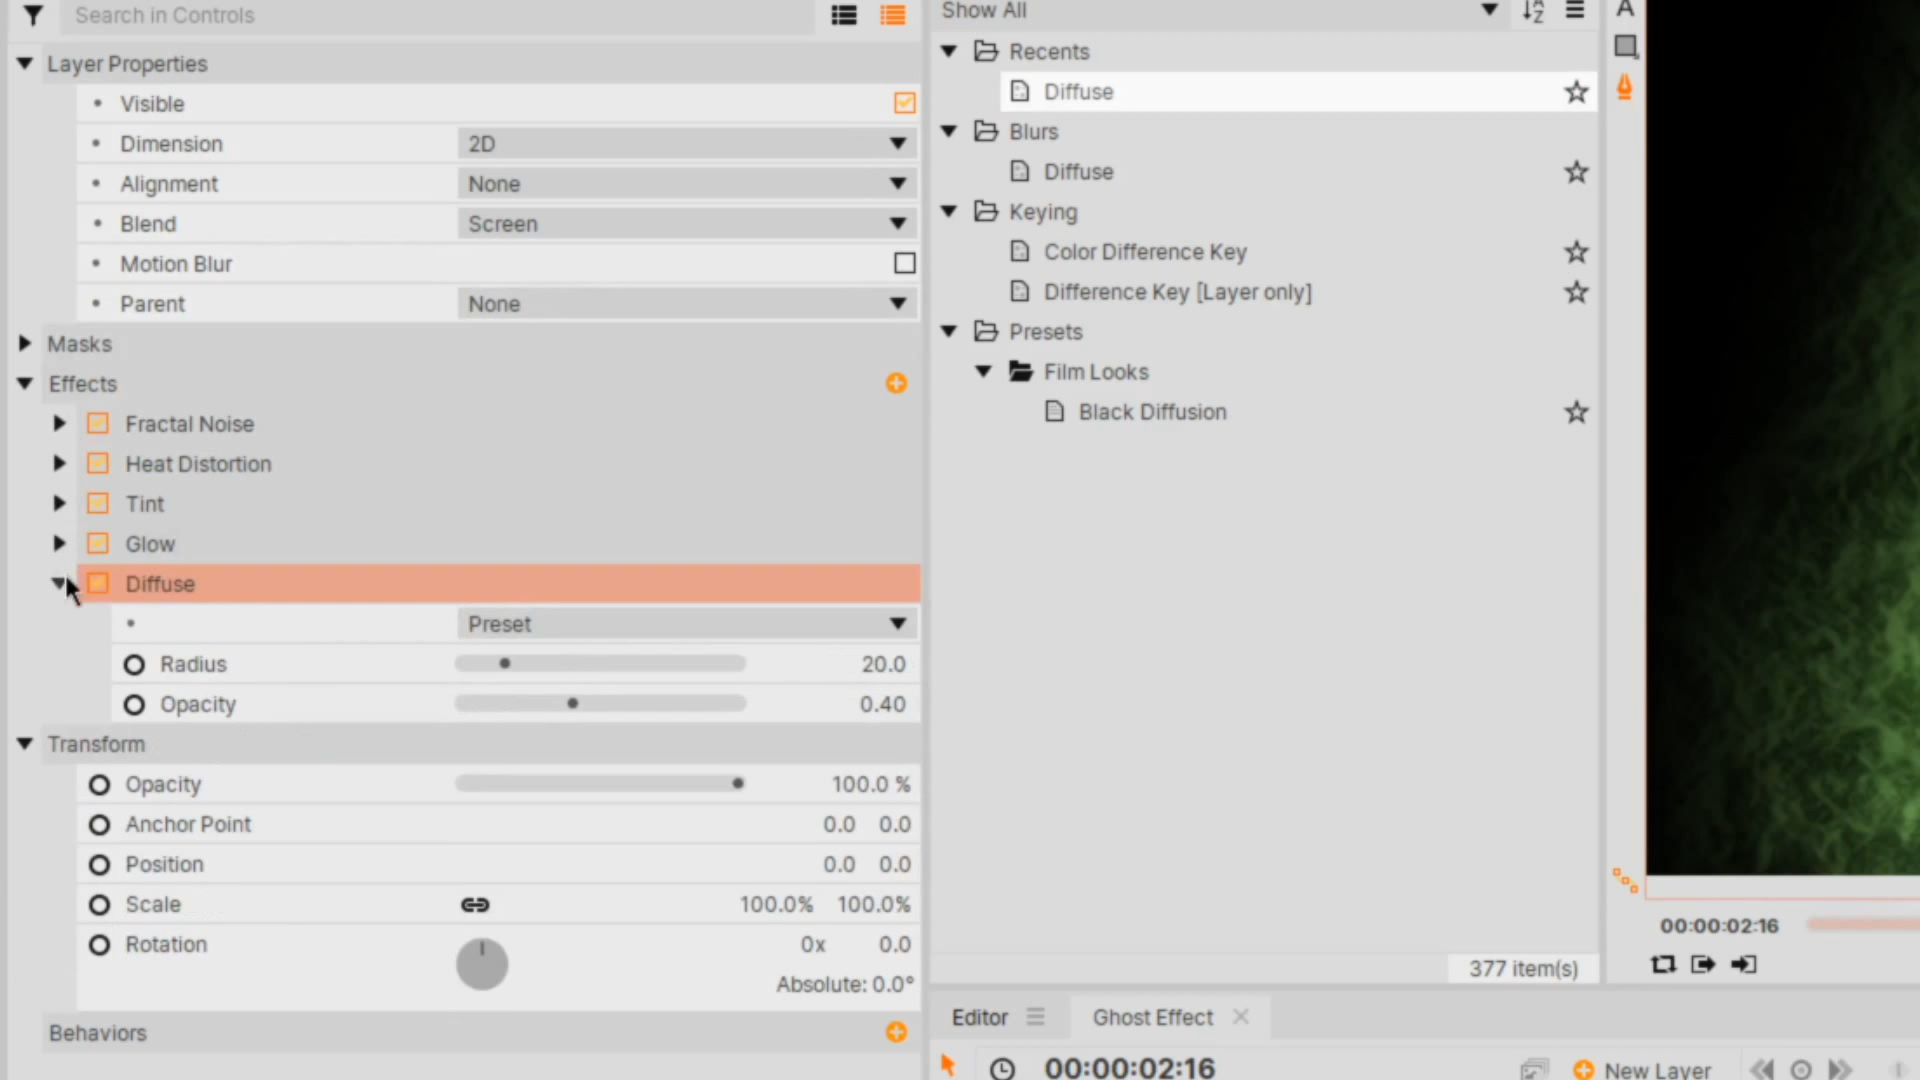 Search in Controls
Layer Properties
Visible
Dimension 2D
Alignment None
Blend Screen
Motion Blur
Parent None
Masks
Effects
Fractal Noise
Heat Distortion
Tint
Glow
Diffuse
Preset
Radius 20.0
Opacity 0.40
Transform
Opacity 100.0 %
Anchor Point 0.0 0.0
Position 0.0 0.0
Scale 100.0% 100.0%
Rotation 0x 0.0
Absolute: 0.0°
Behaviors
Show All
Recents
Diffuse
Blurs
Diffuse
Keying
Color Difference Key
Difference Key [Layer only]
Presets
Film Looks
Black Diffusion
377 item(s)
A
00:00:02:16
Editor Ghost Effect
00:00:02:16 New Layer